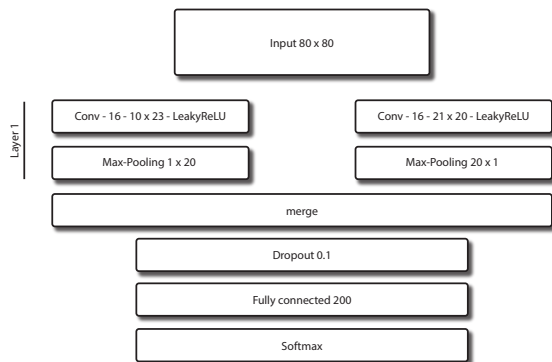 Input 80 x 80
Layer 1
Conv - 16 - 10 x 23 - LeakyReLU
Conv - 16 - 21 x 20 - LeakyReLU
Max-Pooling 1 x 20
Max-Pooling 20 x 1
merge
Dropout 0.1
Fully connected 200
Softmax